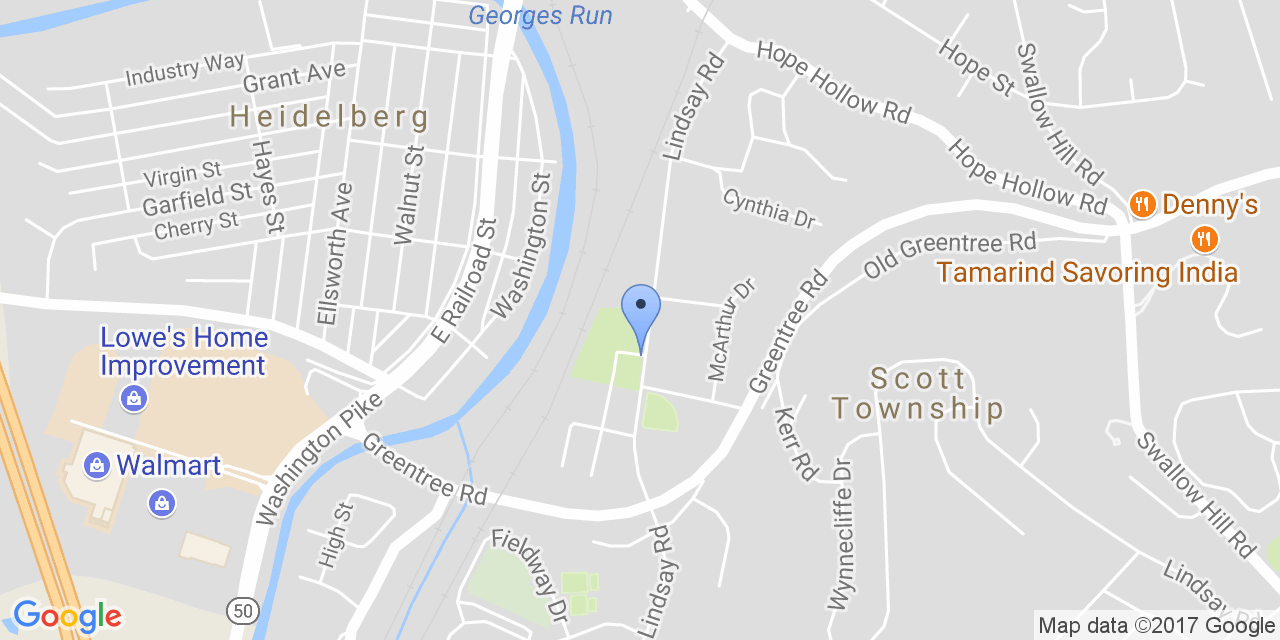 Georges Run
Industry Way
Grant Ave
Heidelberg
Virgin St
Garfield St
Cherry St
Hayes St
Ellsworth Ave
Walnut St
E Railroad St
Washington St
Lindsay Rd
Hope Hollow Rd
Hope St
Swallow Hill Rd
Hope Hollow Rd
Cynthia Dr
Denny's
Old Greentree Rd
Tamarind Savoring India
McArthur Dr
Greentree Rd
Lowe's Home
Improvement
Scott
Township
Walmart
Washington Pike
Greentree Rd
Kerr Rd
Wynnecliffe Dr
Swallow Hill Rd
High St
Fieldway Dr
Lindsay Rd
Lindsay Rd
50
Google
Map data ©2017 Google